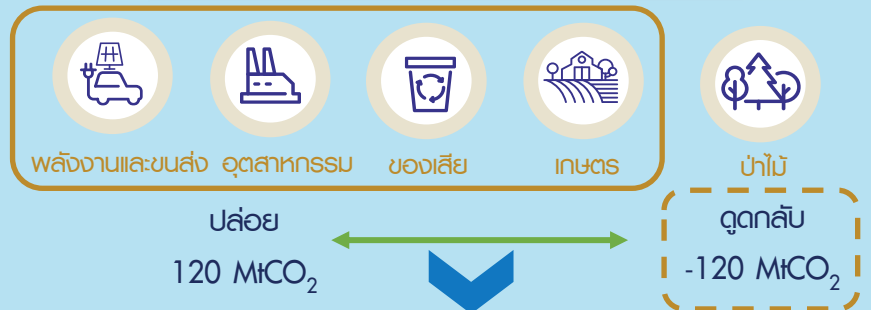 พลังงานและขนส่ง อุตสาหกรรม ของเสีย เกษตร ป่าไม้
ปล่อย ดูดกลับ
120 MtCO₂ -120 MtCO₂